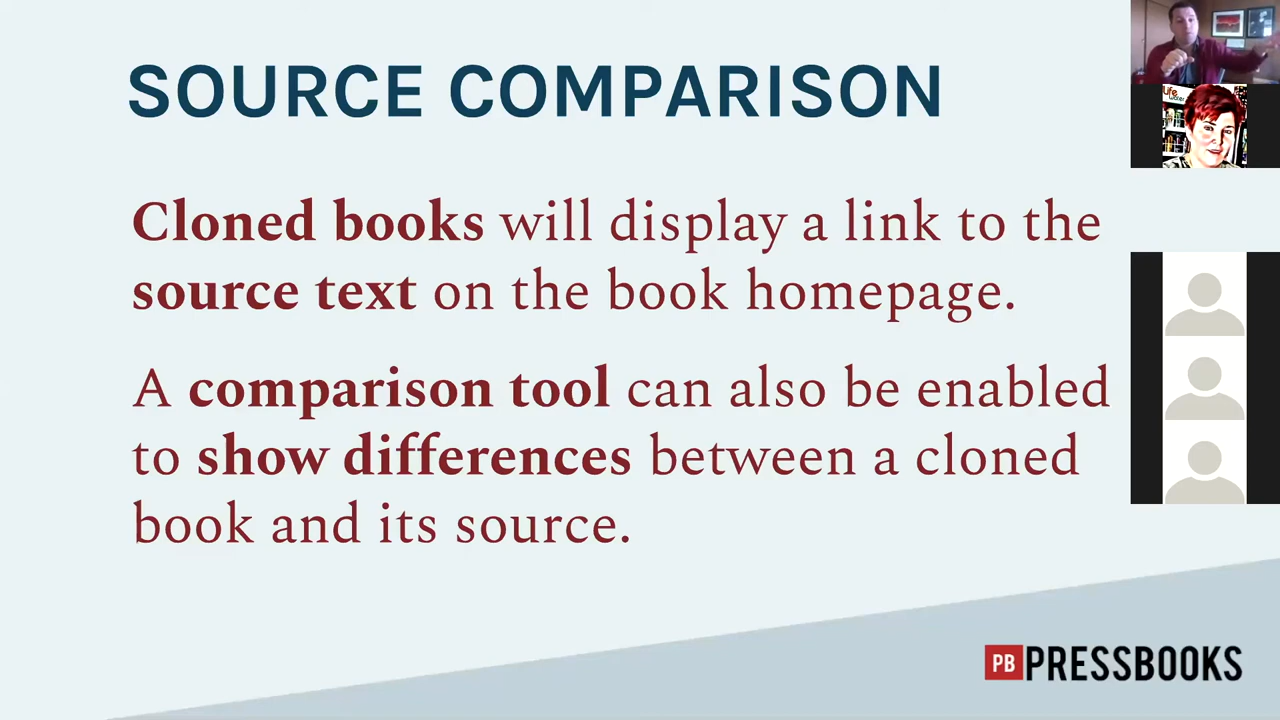 SOURCE COMPARISON
Cloned books will display a link to the
source text on the book homepage.
A comparison tool can also be enabled
to show differences between a cloned
book and its source.
PB PRESSBOOKS